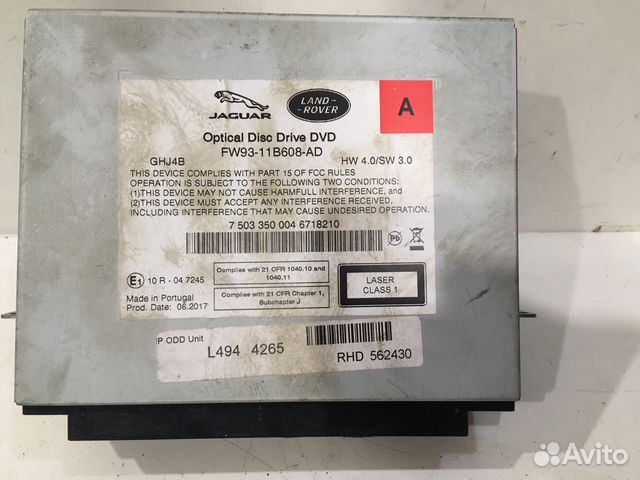 JAGUAR
LAND ROVER
A
Optical Disc Drive DVD
FW93-11B608-AD
GHJ4B
HW 4.0/SW 3.0
THIS DEVICE COMPLIES WITH PART 15 OF FCC RULES
OPERATION IS SUBJECT TO THE FOLLOWING TWO CONDITIONS:
(1)THIS DEVICE MAY NOT CAUSE HARMFULL INTERFERENCE, and
(2)THIS DEVICE MUST ACCEPT ANY INTERFERENCE RECEIVED,
INCLUDING INTERFERENCE THAT MAY CAUSE UNDESIRED OPERATION.
7 503 350 004 6718210
Pb
E1 10 R - 04 7245
Complies with 21 CFR 1040.10 and
1040.11
LASER
CLASS 1
Made in Portugal
Prod. Date: 06.2017
Complies with 21 CFR Chapter 1,
Subchapter J
P ODD Unit
L494 4265
RHD 562430
Avito